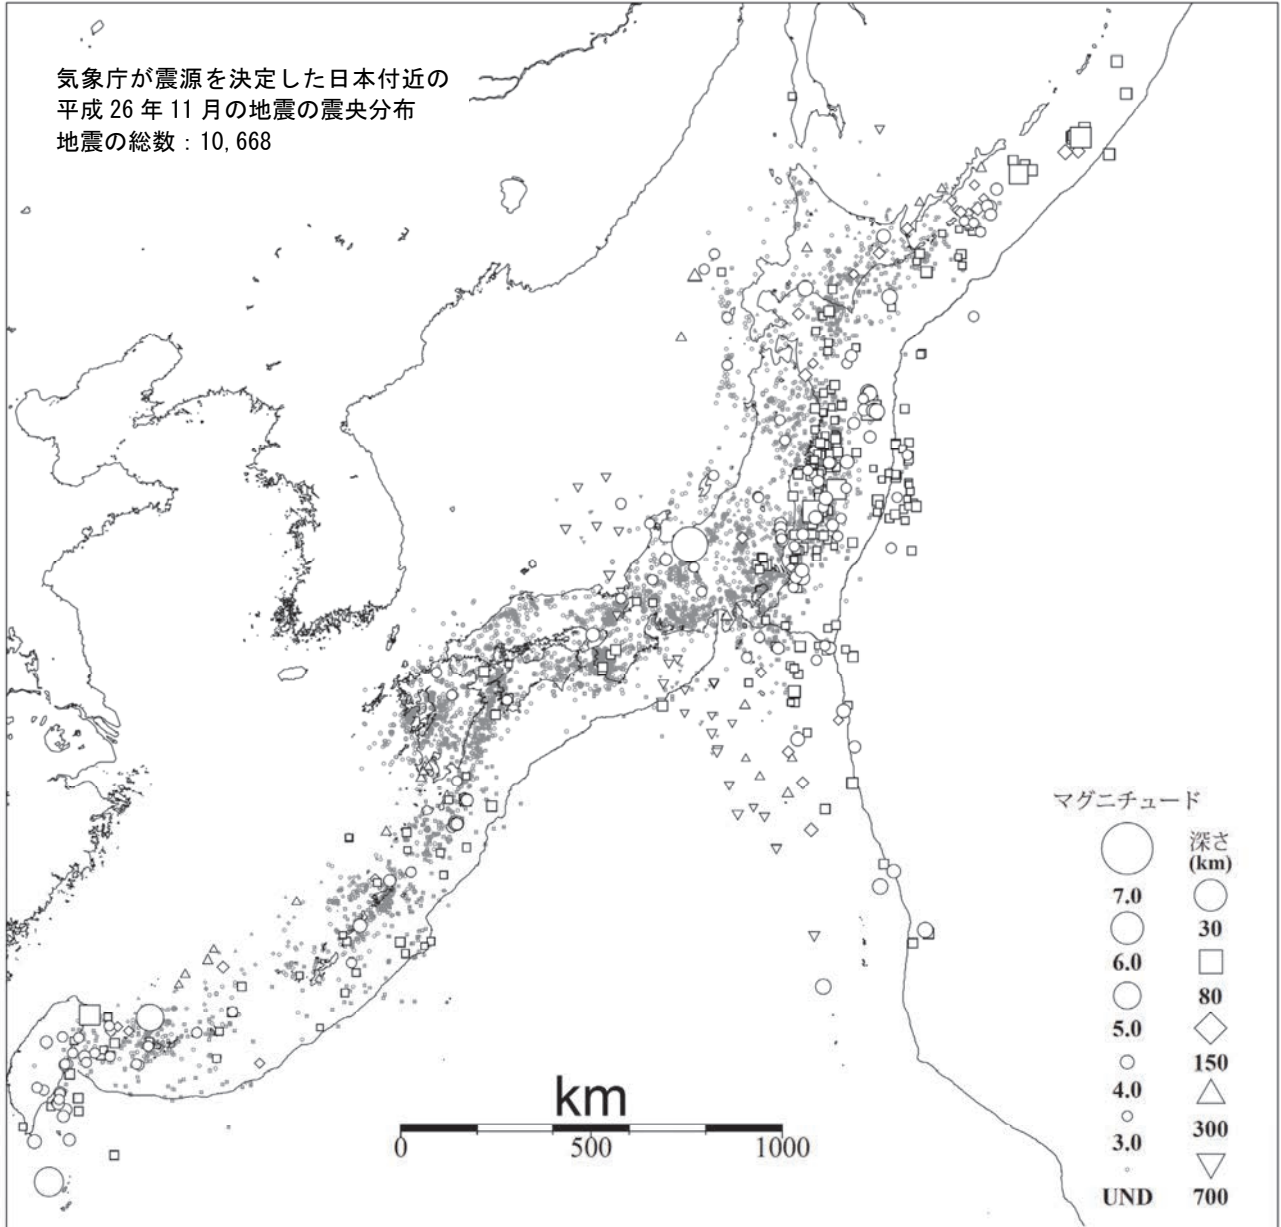 気象庁が震源を決定した日本付近の
平成 26 年 11 月の地震の震央分布
地震の総数：10,668
マグニチュード
深さ
(km)
7.0
30
6.0
80
5.0
150
4.0
300
3.0
UND 700
km
0 500 1000